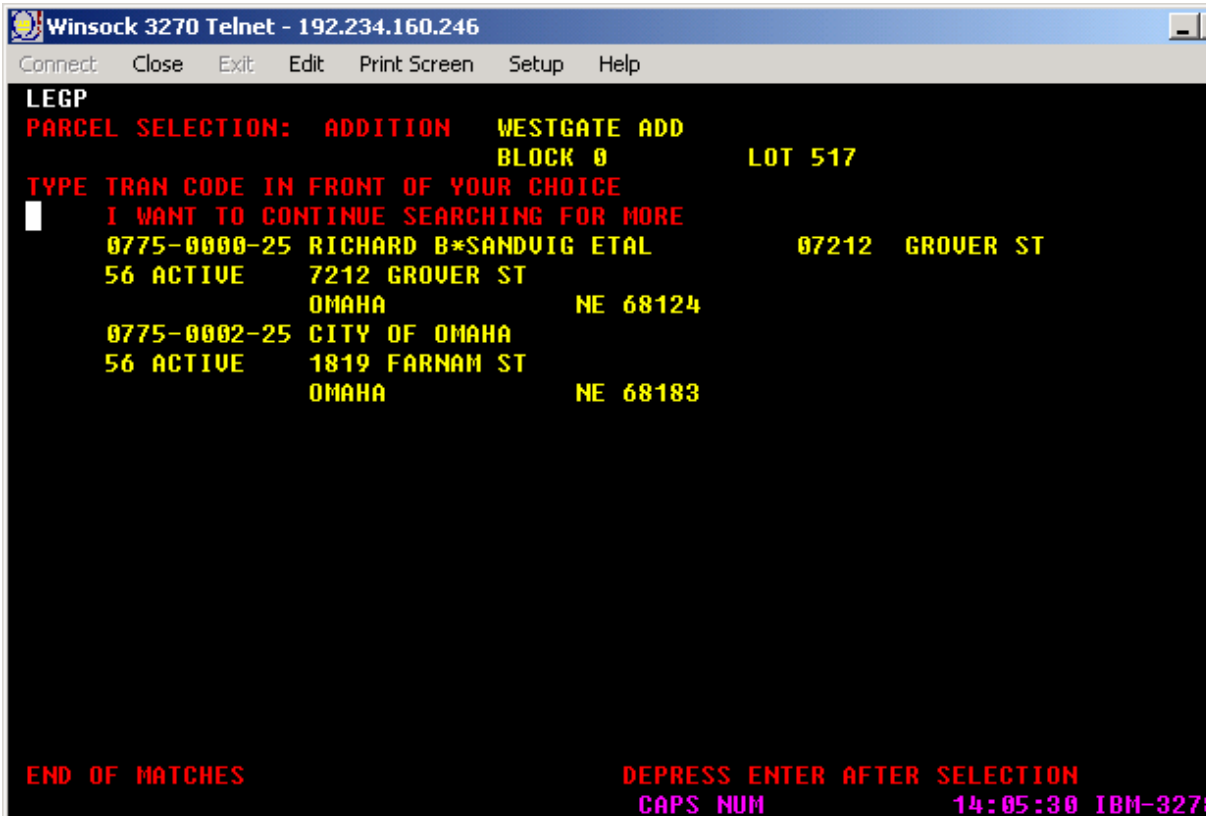 Winsock 3270 Telnet - 192.234.160.246
Connect Close Exit Edit Print Screen Setup Help
LEGP
PARCEL SELECTION: ADDITION WESTGATE ADD
BLOCK 0 LOT 517
TYPE TRAN CODE IN FRONT OF YOUR CHOICE
I WANT TO CONTINUE SEARCHING FOR MORE
0775-0000-25 RICHARD B*SANDVIG ETAL 07212 GROVER ST
56 ACTIVE 7212 GROVER ST
OMAHA NE 68124
0775-0002-25 CITY OF OMAHA
56 ACTIVE 1819 FARNAM ST
OMAHA NE 68183
END OF MATCHES DEPRESS ENTER AFTER SELECTION
CAPS NUM 14:05:30 IBM-3278